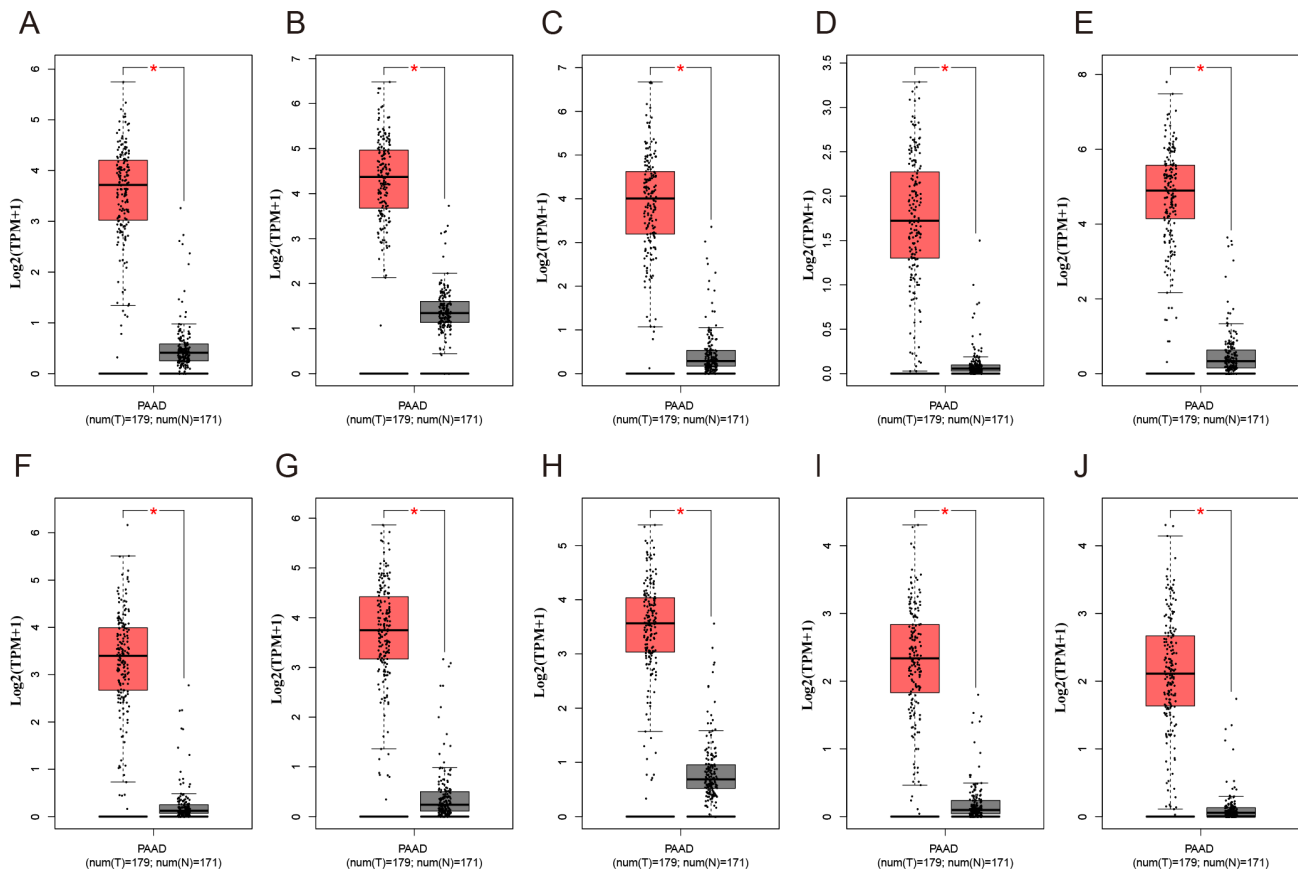 A
B
C
D
E
Log2(TPM+1)
0
1
2
3
4
5
6
*
PAAD
(num(T)=179; num(N)=171)
Log2(TPM+1)
0
1
2
3
4
5
6
7
*
PAAD
(num(T)=179; num(N)=171)
Log2(TPM+1)
0
1
2
3
4
5
6
7
*
PAAD
(num(T)=179; num(N)=171)
Log2(TPM+1)
0.0
0.5
1.0
1.5
2.0
2.5
3.0
3.5
*
PAAD
(num(T)=179; num(N)=171)
Log2(TPM+1)
0
2
4
6
8
*
PAAD
(num(T)=179; num(N)=171)
F
G
H
I
J
Log2(TPM+1)
0
1
2
3
4
5
6
*
PAAD
(num(T)=179; num(N)=171)
Log2(TPM+1)
0
1
2
3
4
5
6
*
PAAD
(num(T)=179; num(N)=171)
Log2(TPM+1)
0
1
2
3
4
5
*
PAAD
(num(T)=179; num(N)=171)
Log2(TPM+1)
0
1
2
3
4
*
PAAD
(num(T)=179; num(N)=171)
Log2(TPM+1)
0
1
2
3
4
*
PAAD
(num(T)=179; num(N)=171)